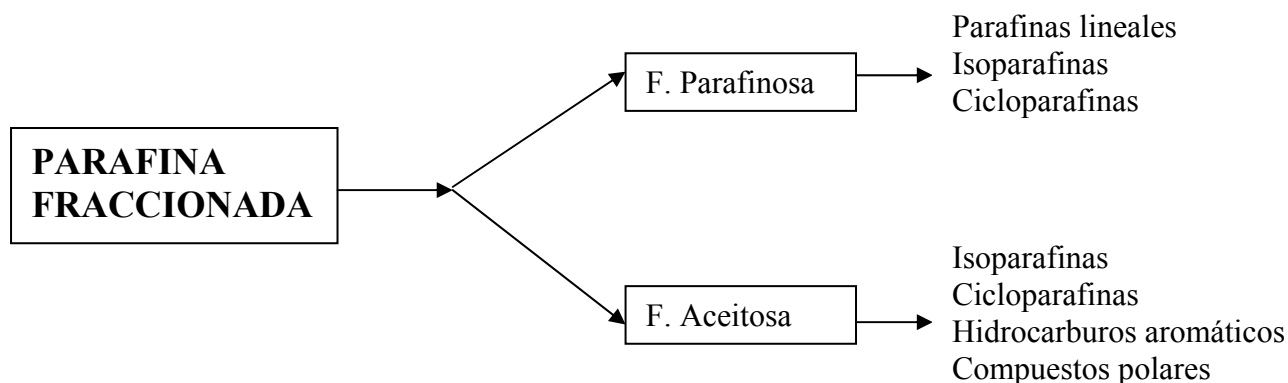 Parafinas lineales
Isoparafinas
Cicloparafinas
F. Parafinosa
PARAFINA
FRACCIONADA
Isoparafinas
Cicloparafinas
Hidrocarburos aromáticos
Compuestos polares
F. Aceitosa